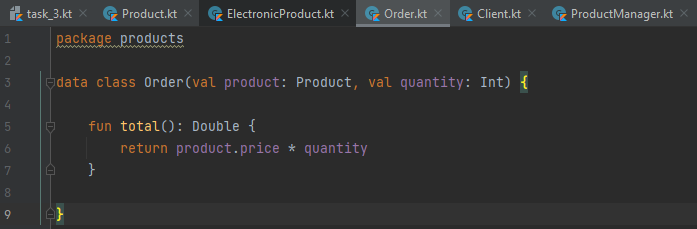 task_3.kt Product.kt ElectronicProduct.kt Order.kt Client.kt ProductManager.kt
1 package products
2
3 data class Order(val product: Product, val quantity: Int) {
4
5 fun total(): Double {
6 return product.price * quantity
7 }
8
9 }